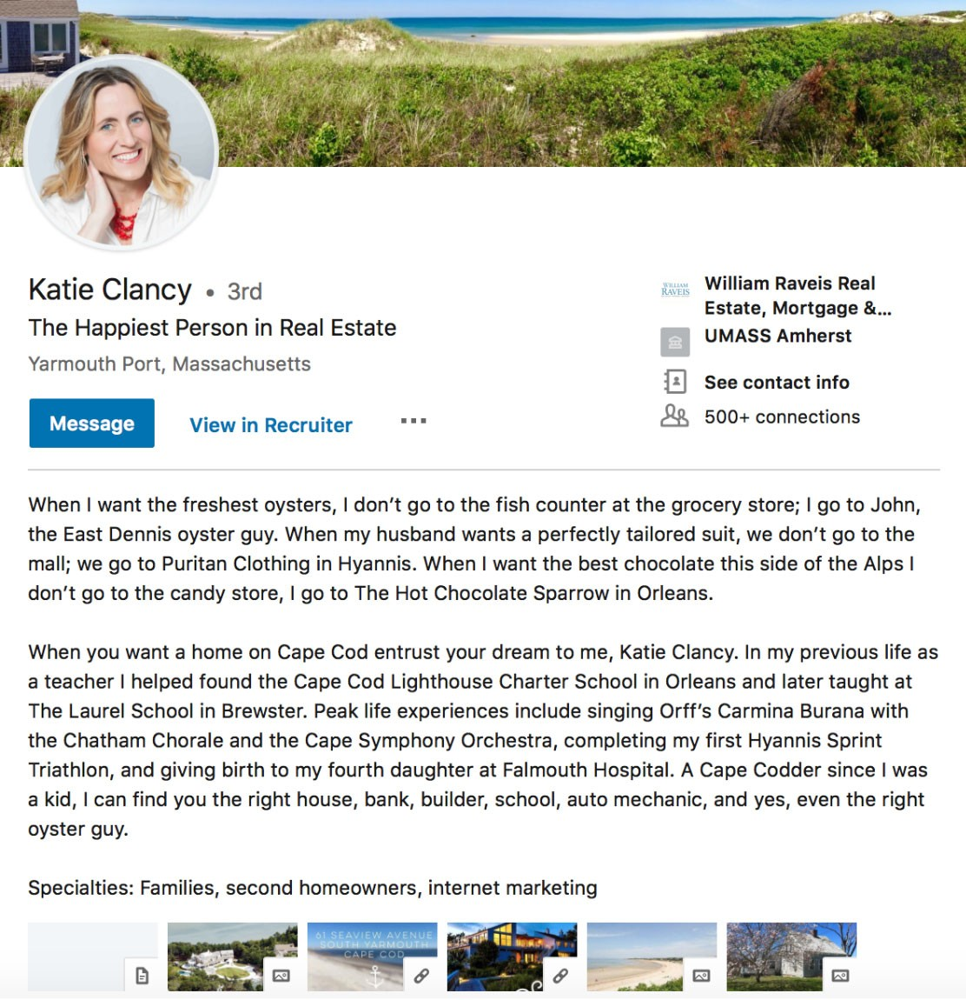 Katie Clancy • 3rd
The Happiest Person in Real Estate
Yarmouth Port, Massachusetts
Message
View in Recruiter
...
WILLIAM
RAVEIS
William Raveis Real
Estate, Mortgage &...
UMASS Amherst
See contact info
500+ connections
When I want the freshest oysters, I don’t go to the fish counter at the grocery store; I go to John,
the East Dennis oyster guy. When my husband wants a perfectly tailored suit, we don’t go to the
mall; we go to Puritan Clothing in Hyannis. When I want the best chocolate this side of the Alps I
don’t go to the candy store, I go to The Hot Chocolate Sparrow in Orleans.
When you want a home on Cape Cod entrust your dream to me, Katie Clancy. In my previous life as
a teacher I helped found the Cape Cod Lighthouse Charter School in Orleans and later taught at
The Laurel School in Brewster. Peak life experiences include singing Orff’s Carmina Burana with
the Chatham Chorale and the Cape Symphony Orchestra, completing my first Hyannis Sprint
Triathlon, and giving birth to my fourth daughter at Falmouth Hospital. A Cape Codder since I was
a kid, I can find you the right house, bank, builder, school, auto mechanic, and yes, even the right
oyster guy.
Specialties: Families, second homeowners, internet marketing
61 SEAVIEW AVENUE
SOUTH YARMOUTH
CAPE COD